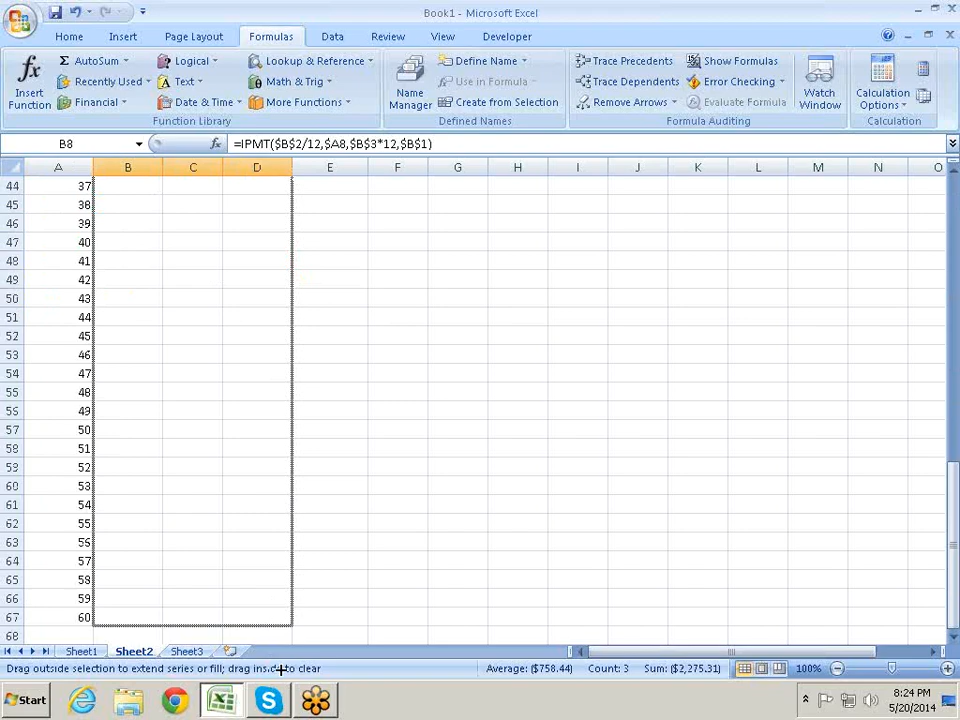 Book1 - Microsoft Excel
Home Insert Page Layout Formulas Data Review View Developer
AutoSum Logical Lookup & Reference Define Name Trace Precedents Show Formulas
Recently Used Text Math & Trig Use in Formula Trace Dependents Error Checking
Insert Function Financial Date & Time More Functions Name Manager Create from Selection Remove Arrows Evaluate Formula Watch Window Calculation Options
Function Library Defined Names Formula Auditing Calculation
B8 fx =IPMT($B$2/12,$A8,$B$3*12,$B$1)
A B C D E F G H I J K L M N O
44 37
45 38
46 39
47 40
48 41
49 42
50 43
51 44
52 45
53 46
54 47
55 48
56 49
57 50
58 51
59 52
60 53
61 54
62 55
63 56
64 57
65 58
66 59
67 60
68
Sheet1 Sheet2 Sheet3
Drag outside selection to extend series or fill; drag to clear Average: ($758.44) Count: 3 Sum: ($2,275.31) 100%
Start 8:24 PM
5/20/2014